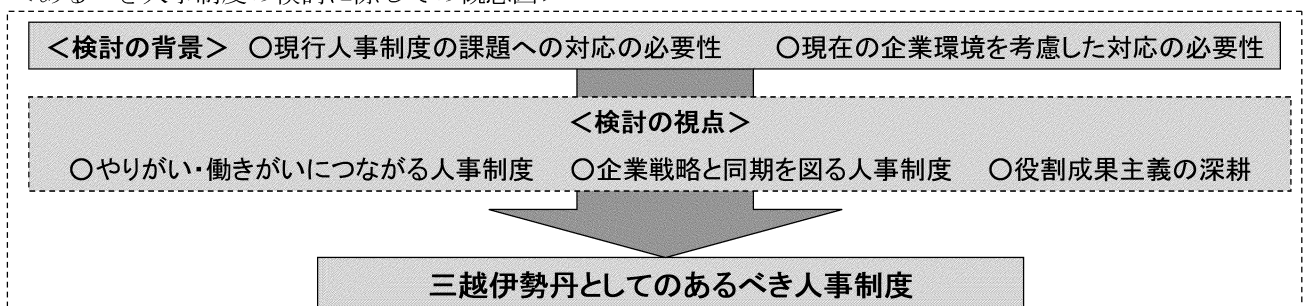 ＜検討の背景＞ ○現行人事制度の課題への対応の必要性 ○現在の企業環境を考慮した対応の必要性
＜検討の視点＞
○やりがい・働きがいにつながる人事制度 ○企業戦略と同期を図る人事制度 ○役割成果主義の深耕
三越伊勢丹としてのあるべき人事制度